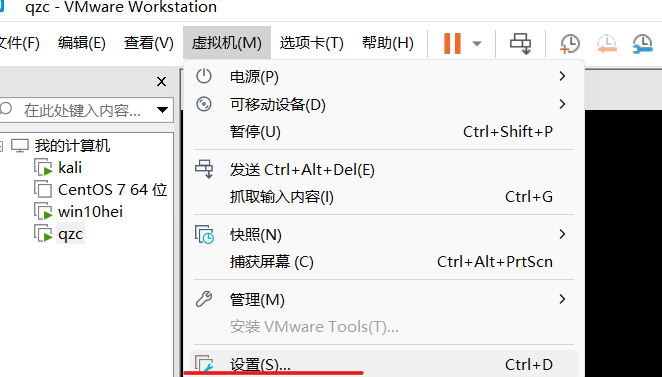 qzc - VMware Workstation
文件(F) 编辑(E) 查看(V) 虚拟机(M) 选项卡(T) 帮助(H)
在此处键入内容...
我的计算机
kali
CentOS 7 64 位
win10hei
qzc
电源(P)
可移动设备(D)
暂停(U) Ctrl+Shift+P
发送 Ctrl+Alt+Del(E)
抓取输入内容(I) Ctrl+G
快照(N)
捕获屏幕 (C) Ctrl+Alt+PrtScn
管理(M)
安装 VMware Tools(T)...
设置(S)... Ctrl+D